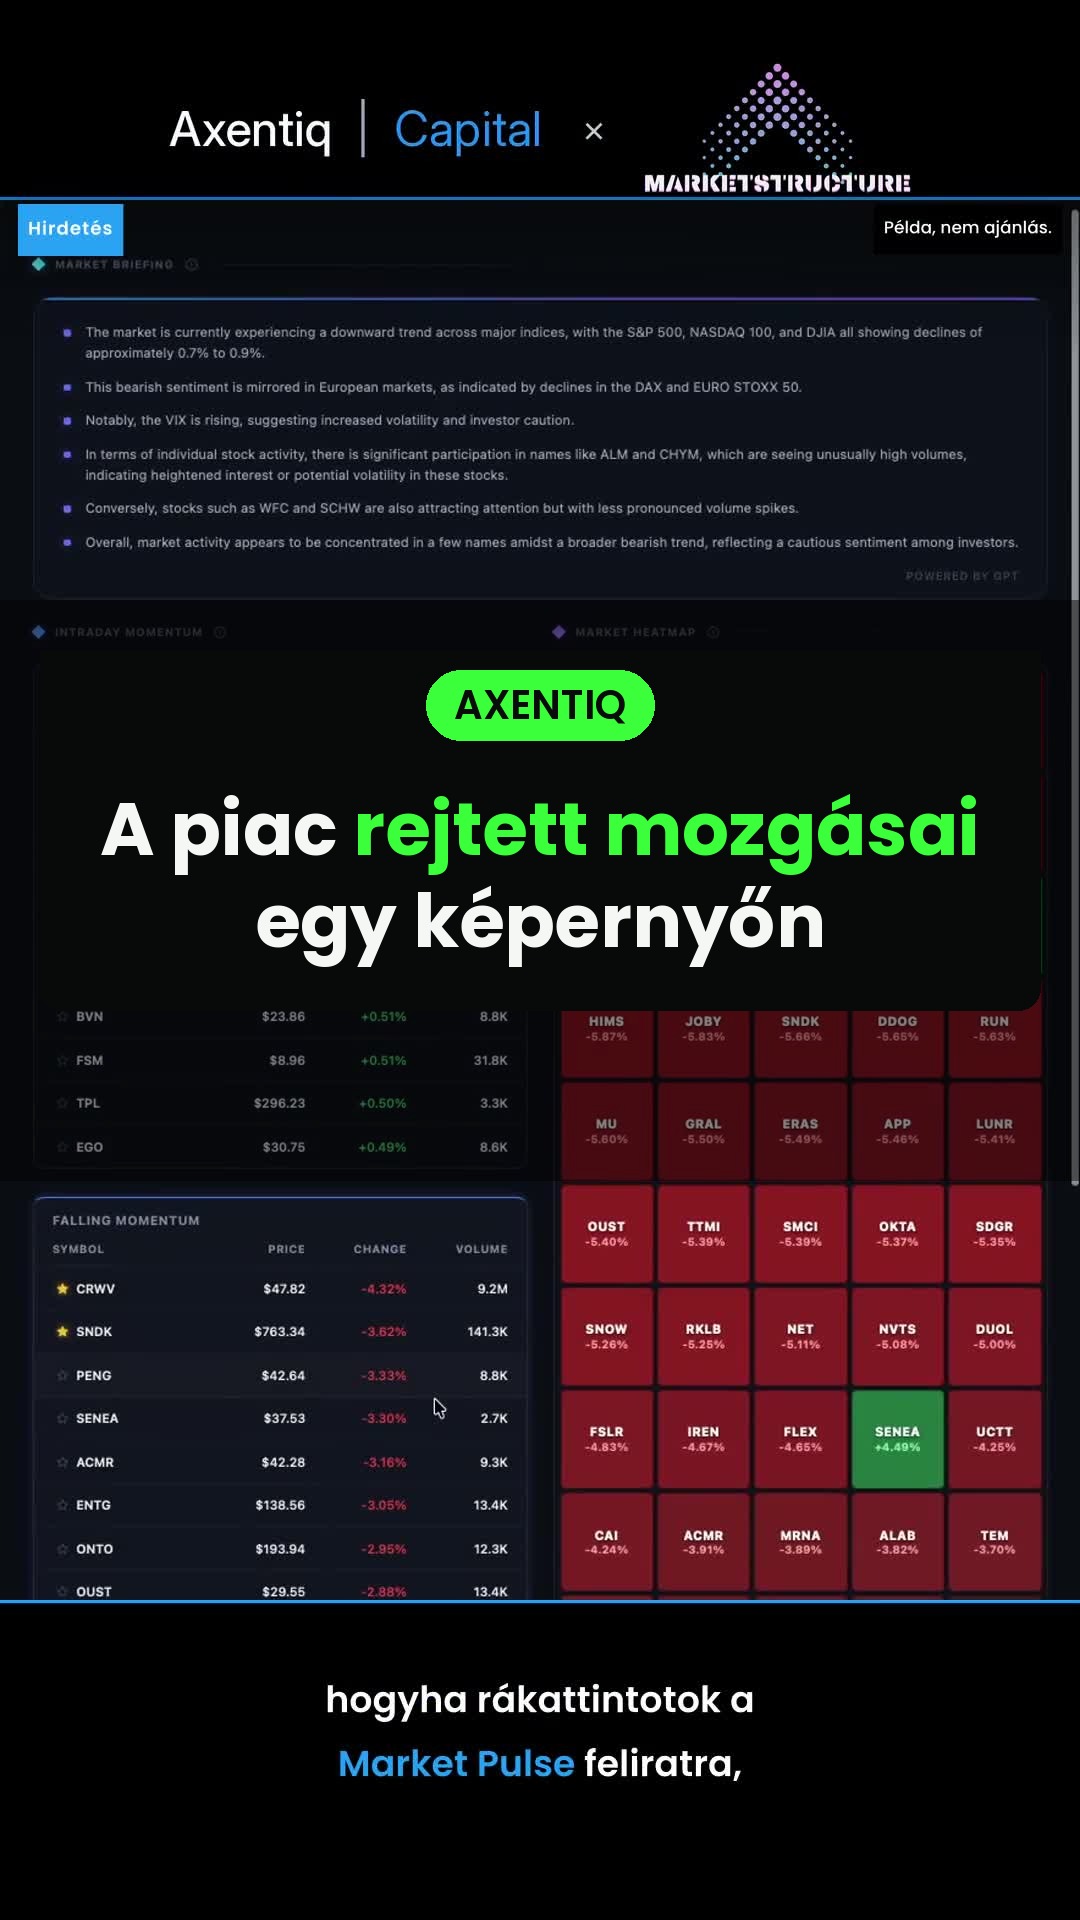 Axentiq | Capital × MARKETSTRUCTURE
Hirdetés
Példa, nem ajánlás.
MARKET BRIEFING
The market is currently experiencing a downward trend across major indices, with the S&P 500, NASDAQ 100, and DJIA all showing declines of
approximately 0.7% to 0.9%.
This bearish sentiment is mirrored in European markets, as indicated by declines in the DAX and EURO STOXX 50.
Notably, the VIX is rising, suggesting increased volatility and investor caution.
In terms of individual stock activity, there is significant participation in names like ALM and CHYM, which are seeing unusually high volumes,
indicating heightened interest or potential volatility in these stocks.
Conversely, stocks such as WFC and SCHW are also attracting attention but with less pronounced volume spikes.
Overall, market activity appears to be concentrated in a few names amidst a broader bearish trend, reflecting a cautious sentiment among investors.
POWERED BY GPT
INTRADAY MOMENTUM
MARKET HEATMAP
AXENTIQ
A piac rejtett mozgásai
egy képernyőn
BVN $23.86 +0.51% 8.8K
FSM $8.96 +0.51% 31.8K
TPL $296.23 +0.50% 3.3K
EGO $30.75 +0.49% 8.6K
FALLING MOMENTUM
SYMBOL PRICE CHANGE VOLUME
CRWV $47.82 -4.32% 9.2M
SNDK $763.34 -3.62% 141.3K
PENG $42.64 -3.33% 8.8K
SENEA $37.53 -3.30% 2.7K
ACMR $42.28 -3.16% 9.3K
ENTG $138.56 -3.05% 13.4K
ONTO $193.94 -2.95% 12.3K
OUST $29.55 -2.88% 13.4K
HIMS JOBY SNDK DDOG RUN
-5.87% -5.83% -5.66% -5.65% -5.63%
MU GRAL ERAS APP LUNR
-5.60% -5.50% -5.49% -5.46% -5.41%
OUST TTMI SMCI OKTA SDGR
-5.40% -5.39% -5.39% -5.37% -5.35%
SNOW RKLB NET NVTS DUOL
-5.26% -5.25% -5.11% -5.08% -5.00%
FSLR IREN FLEX SENEA UCTT
-4.83% -4.67% -4.65% +4.49% -4.25%
CAI ACMR MRNA ALAB TEM
-4.24% -3.91% -3.89% -3.82% -3.70%
hogyha rákattintotok a
Market Pulse feliratra,